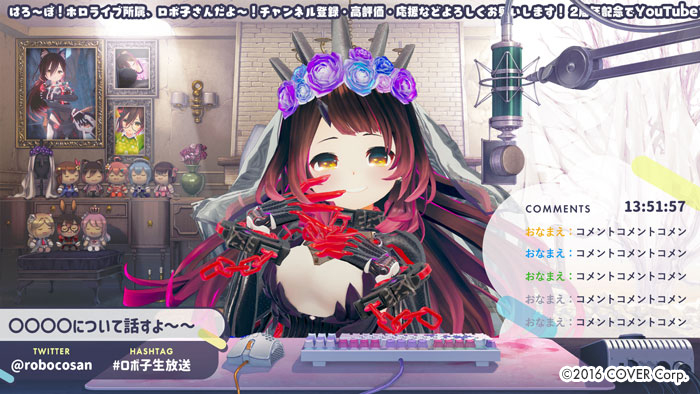 はろ~ぼ!ホロライブ所属、ロボ子さんだよ~!チャンネル登録・高評価・応援などよろしくお願いします!2周年記念でYouTube
COMMENTS 13:51:57
おなまえ:コメントコメントコメン
おなまえ:コメントコメントコメン
おなまえ:コメントコメントコメン
おなまえ:コメントコメントコメン
おなまえ:コメントコメントコメン
〇〇〇〇について話すよ~~
TWITTER
@robocosan
HASHTAG
#ロボ子生放送
©2016 COVER Corp.